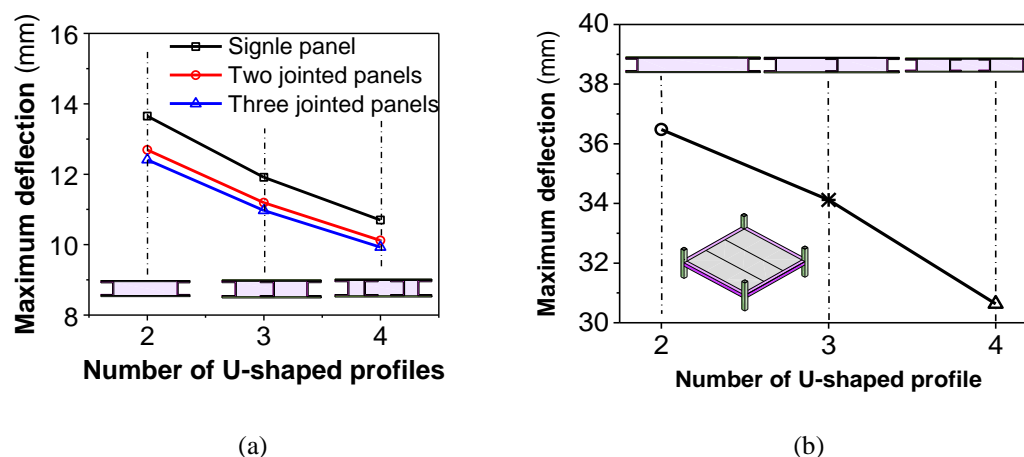 16
14
12
10
8
Maximum deflection (mm)
Signle panel
Two jointed panels
Three jointed panels
2 3 4
Number of U-shaped profiles
(a)
40
38
36
34
32
30
Maximum deflection (mm)
2 3 4
Number of U-shaped profile
(b)